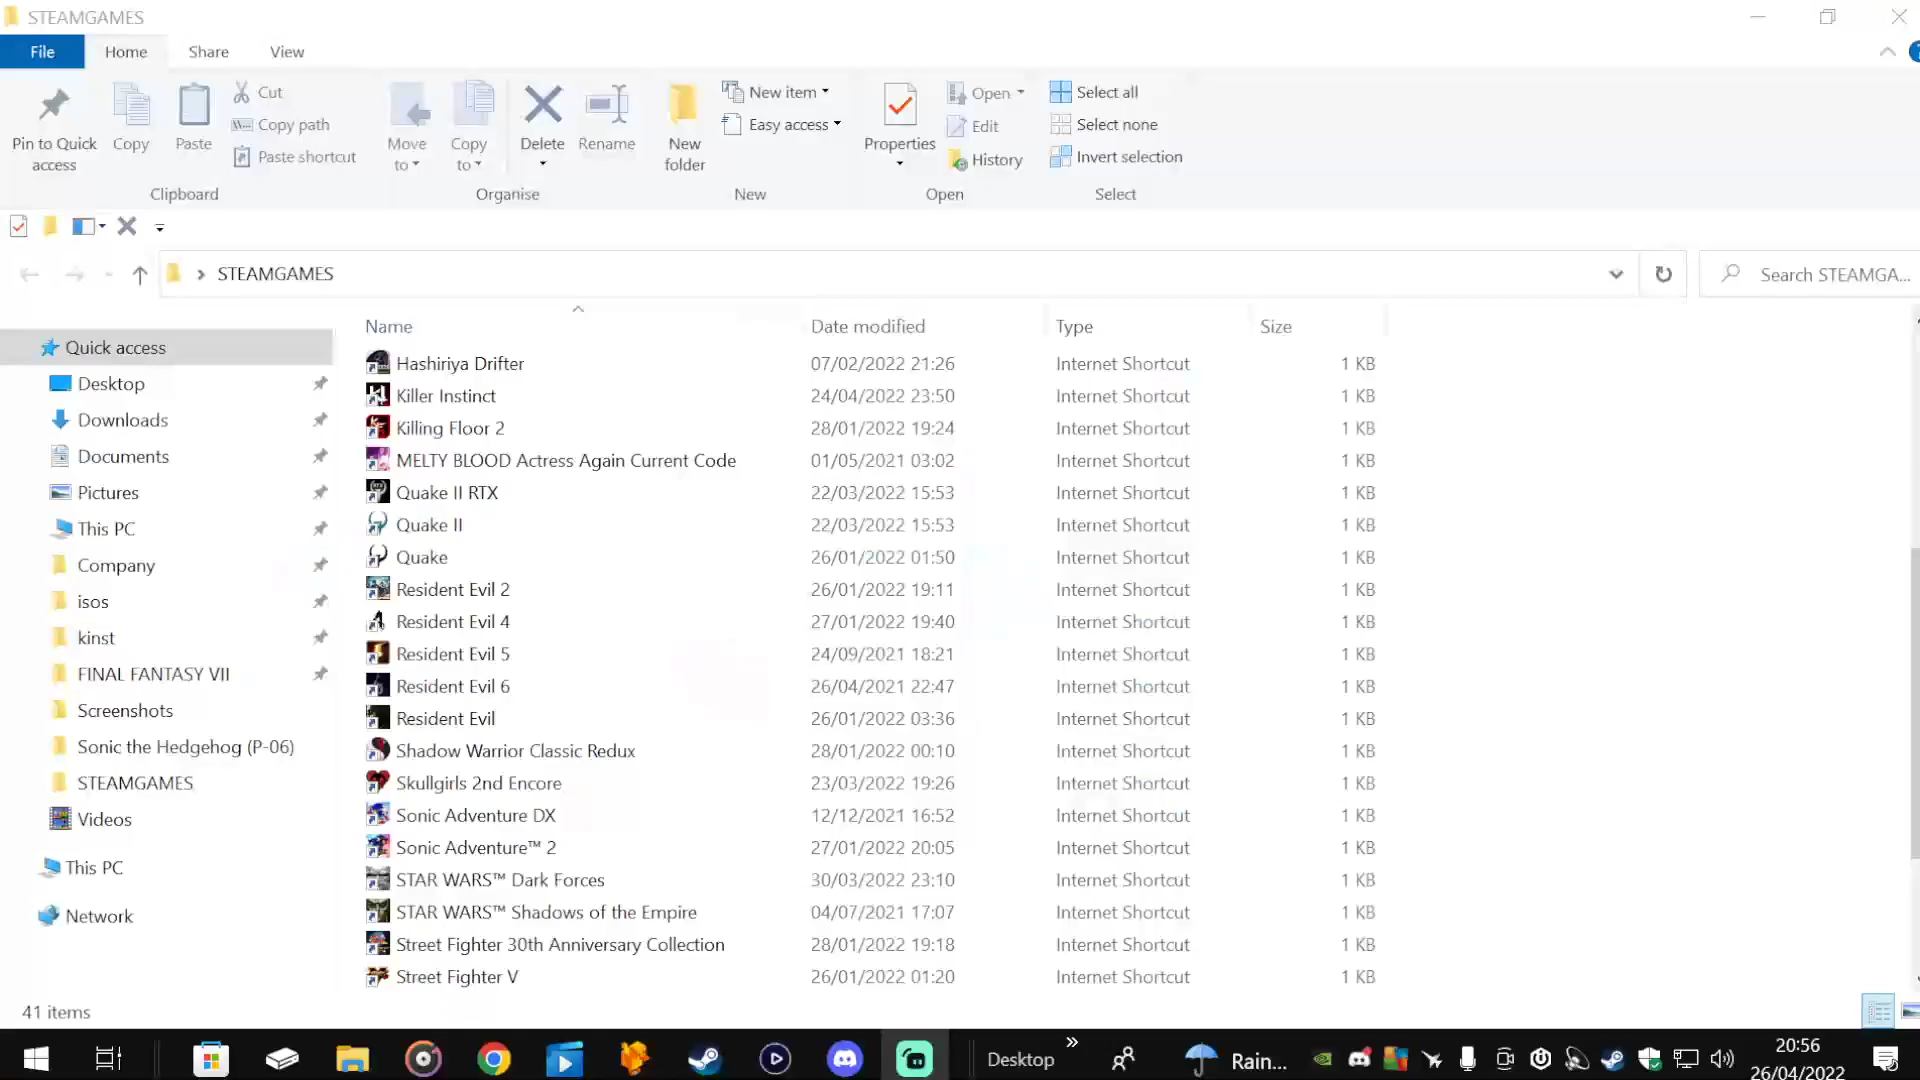 STEAMGAMES
File Home Share View
Pin to Quick access
Copy
Paste
Cut
Copy path
Paste shortcut
Clipboard
Move to
Copy to
Delete
Rename
Organise
New folder
New item
Easy access
New
Properties
Open
Edit
History
Open
Select all
Select none
Invert selection
Select
STEAMGAMES
Search STEAMGA...
Name Date modified Type Size
Quick access
Desktop
Downloads
Documents
Pictures
This PC
Company
isos
kinst
FINAL FANTASY VII
Screenshots
Sonic the Hedgehog (P-06)
STEAMGAMES
Videos
This PC
Network
Hashiriya Drifter 07/02/2022 21:26 Internet Shortcut 1 KB
Killer Instinct 24/04/2022 23:50 Internet Shortcut 1 KB
Killing Floor 2 28/01/2022 19:24 Internet Shortcut 1 KB
MELTY BLOOD Actress Again Current Code 01/05/2021 03:02 Internet Shortcut 1 KB
Quake II RTX 22/03/2022 15:53 Internet Shortcut 1 KB
Quake II 22/03/2022 15:53 Internet Shortcut 1 KB
Quake 26/01/2022 01:50 Internet Shortcut 1 KB
Resident Evil 2 26/01/2022 19:11 Internet Shortcut 1 KB
Resident Evil 4 27/01/2022 19:40 Internet Shortcut 1 KB
Resident Evil 5 24/09/2021 18:21 Internet Shortcut 1 KB
Resident Evil 6 26/04/2021 22:47 Internet Shortcut 1 KB
Resident Evil 26/01/2022 03:36 Internet Shortcut 1 KB
Shadow Warrior Classic Redux 28/01/2022 00:10 Internet Shortcut 1 KB
Skullgirls 2nd Encore 23/03/2022 19:26 Internet Shortcut 1 KB
Sonic Adventure DX 12/12/2021 16:52 Internet Shortcut 1 KB
Sonic Adventure™ 2 27/01/2022 20:05 Internet Shortcut 1 KB
STAR WARS™ Dark Forces 30/03/2022 23:10 Internet Shortcut 1 KB
STAR WARS™ Shadows of the Empire 04/07/2021 17:07 Internet Shortcut 1 KB
Street Fighter 30th Anniversary Collection 28/01/2022 19:18 Internet Shortcut 1 KB
Street Fighter V 26/01/2022 01:20 Internet Shortcut 1 KB
41 items
Desktop
Rain...
20:56
26/04/2022